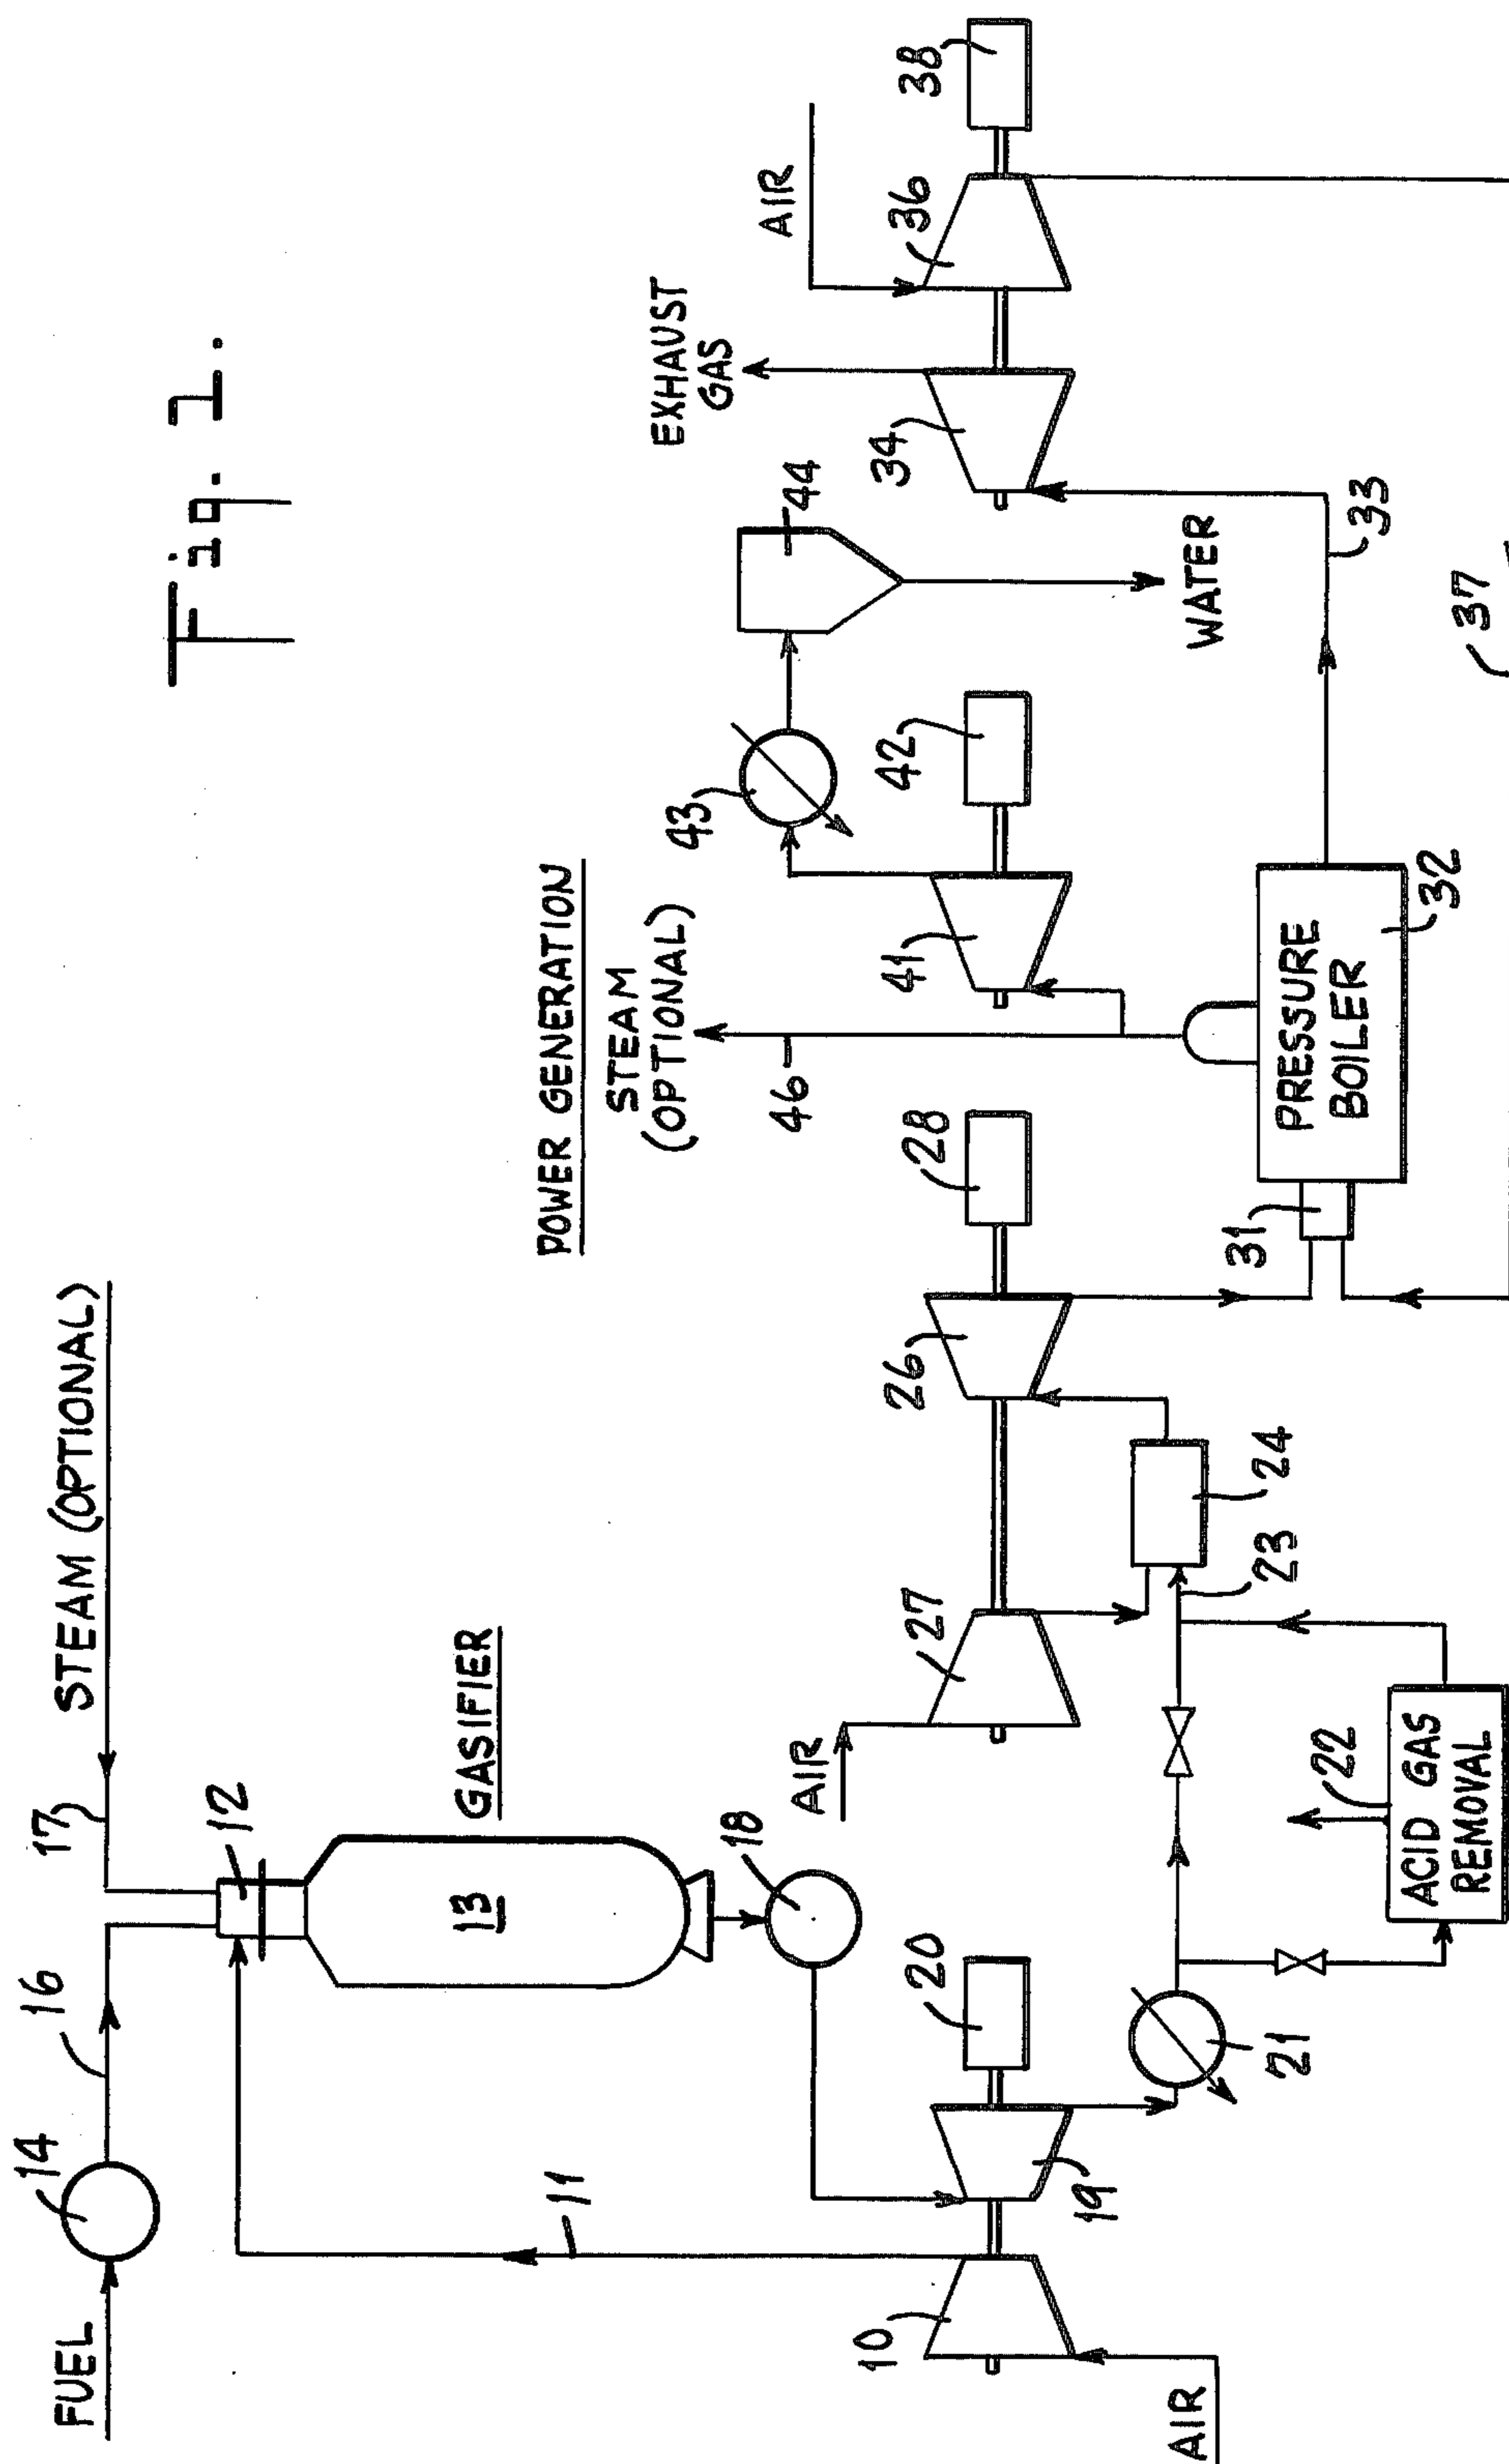 Fig. 1.
STEAM (OPTIONAL)
17
FUEL
14
16
12
13
GASIFIER
11
18
POWER GENERATION
STEAM
(OPTIONAL)
46
43
44
EXHAUST
GAS
AIR
10
AIR
19
20
AIR
27
26
28
41
42
WATER
34
36
38
21
22
ACID GAS
REMOVAL
23
24
31
PRESSURE
BOILER
32
33
37